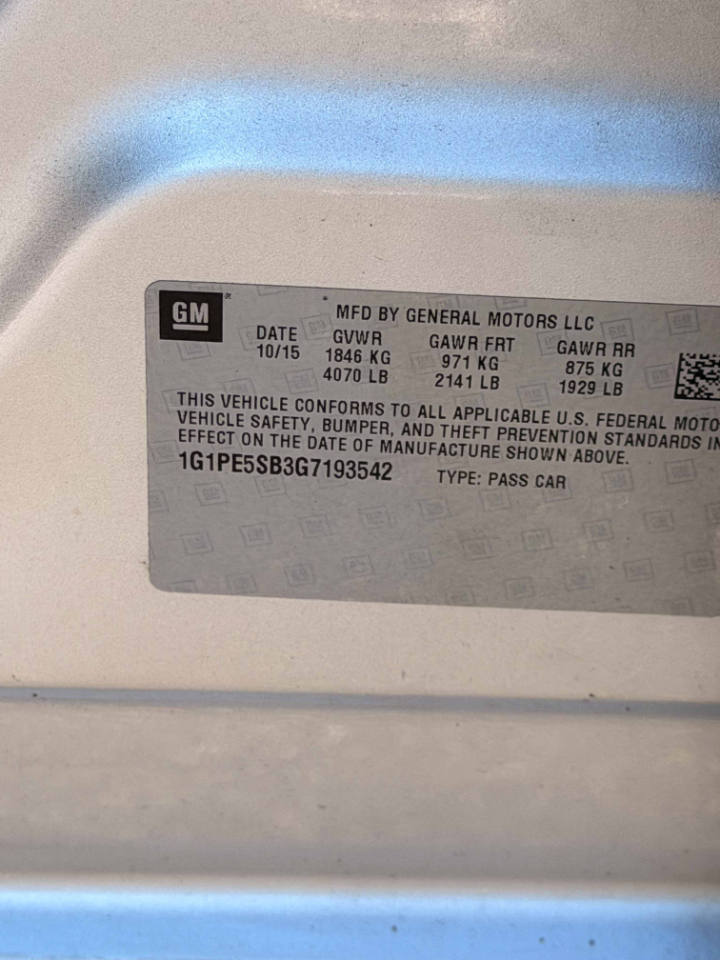 GM
MFD BY GENERAL MOTORS LLC
DATE GVWR GAWR FRT GAWR RR
10/15 1846 KG 971 KG 875 KG
4070 LB 2141 LB 1929 LB
THIS VEHICLE CONFORMS TO ALL APPLICABLE U.S. FEDERAL MOTO
VEHICLE SAFETY, BUMPER, AND THEFT PREVENTION STANDARDS IN
EFFECT ON THE DATE OF MANUFACTURE SHOWN ABOVE.
1G1PE5SB3G7193542 TYPE: PASS CAR